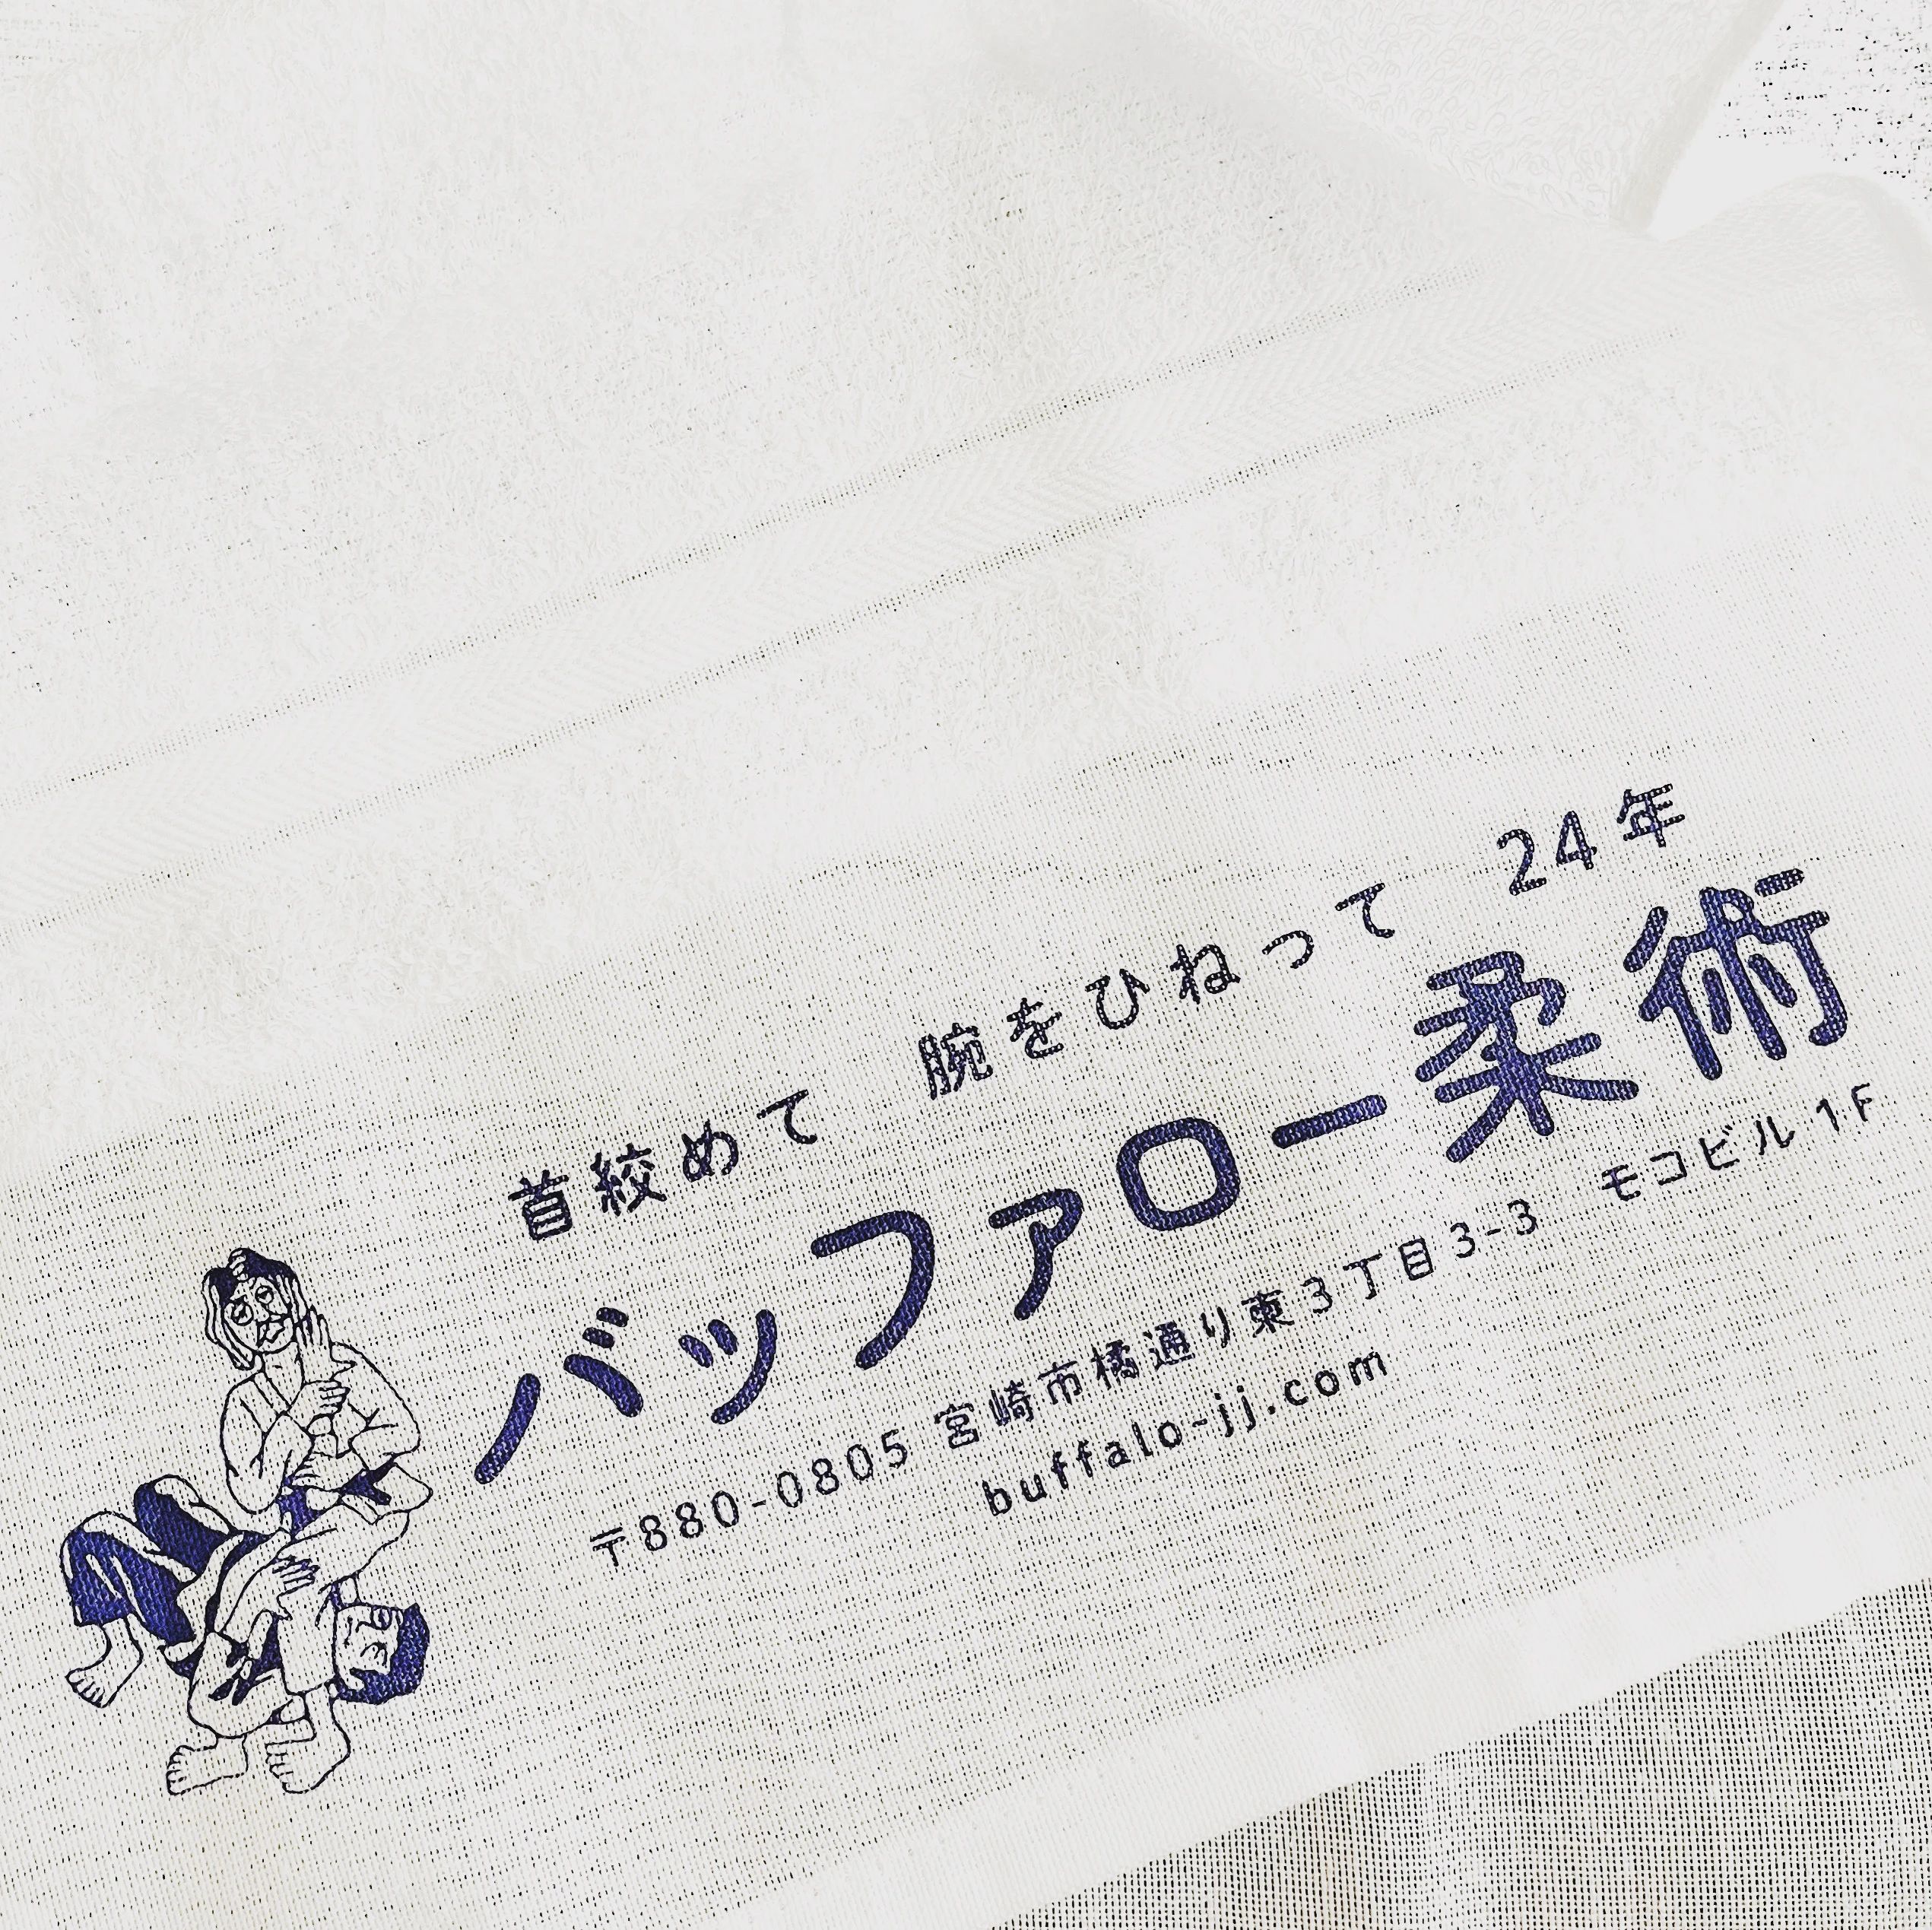 首絞めて　腕をひねって　24年
バッファロー柔術
〒880-0805 宮崎市橘通り東3丁目3-3　モコビル1F
buffalo-jj.com